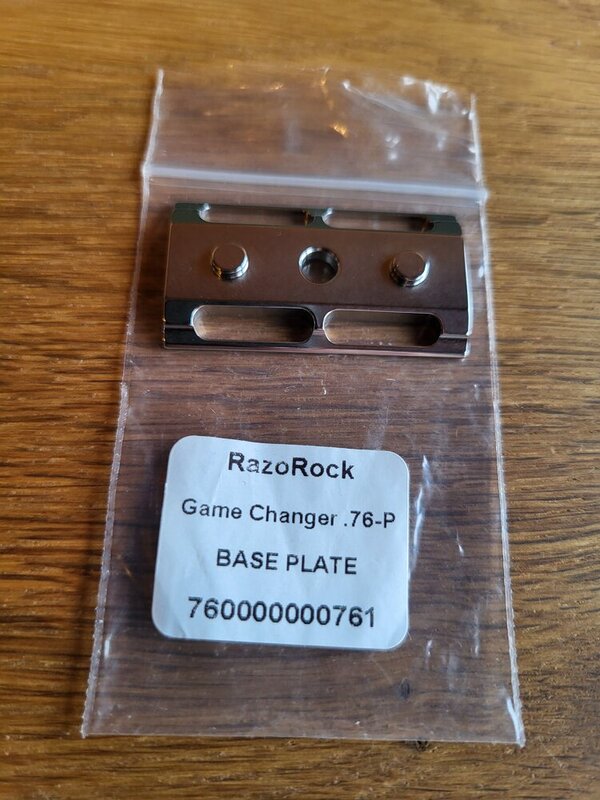 RazoRock
Game Changer .76-P
BASE PLATE
760000000761